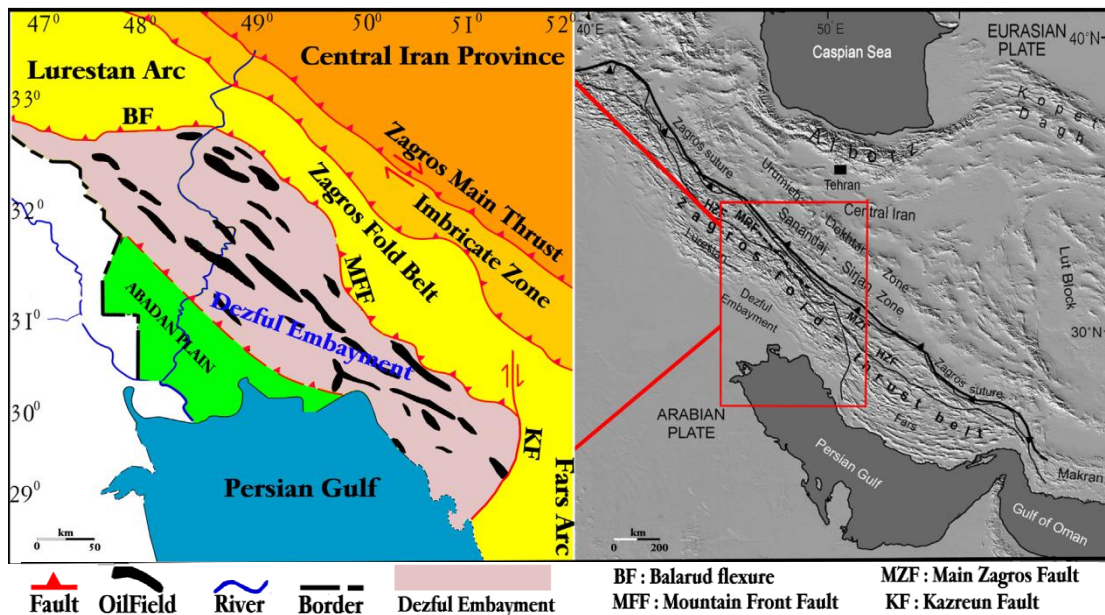 47⁰
48⁰
49⁰
50⁰
51⁰
52⁰
33⁰
32⁰
31⁰
30⁰
29⁰
Lurestan Arc
Central Iran Province
BF
Zagros Main Thrust
Imbricate Zone
Zagros Fold Belt
MFF
Dezful Embayment
ABADAN PLAIN
KF
Persian Gulf
Fars Arc
km
50
40°E
50°E
EURASIAN
PLATE
40°N
Caspian Sea
Kopet
Dagh
Alborz
Zagros suture
Tehran
Urumieh - Dokhtar Zone
Central Iran
HZF
MRF
Sanandaj - Sirjan Zone
Zagros fold thrust belt
Lurestan
Lut Block
Dezful
Embayment
MZF
30°N
HZF
Zagros suture
ARABIAN
PLATE
Fars
Persian Gulf
Makran
Gulf of Oman
km
0 200
Fault
OilField
River
Border
Dezful Embayment
BF : Balarud flexure
MZF : Main Zagros Fault
MFF : Mountain Front Fault
KF : Kazreun Fault